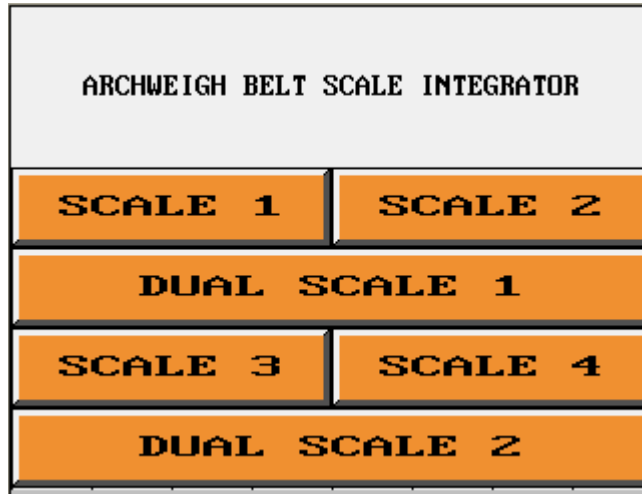 ARCHWEIGH BELT SCALE INTEGRATOR
SCALE 1 SCALE 2
DUAL SCALE 1
SCALE 3 SCALE 4
DUAL SCALE 2